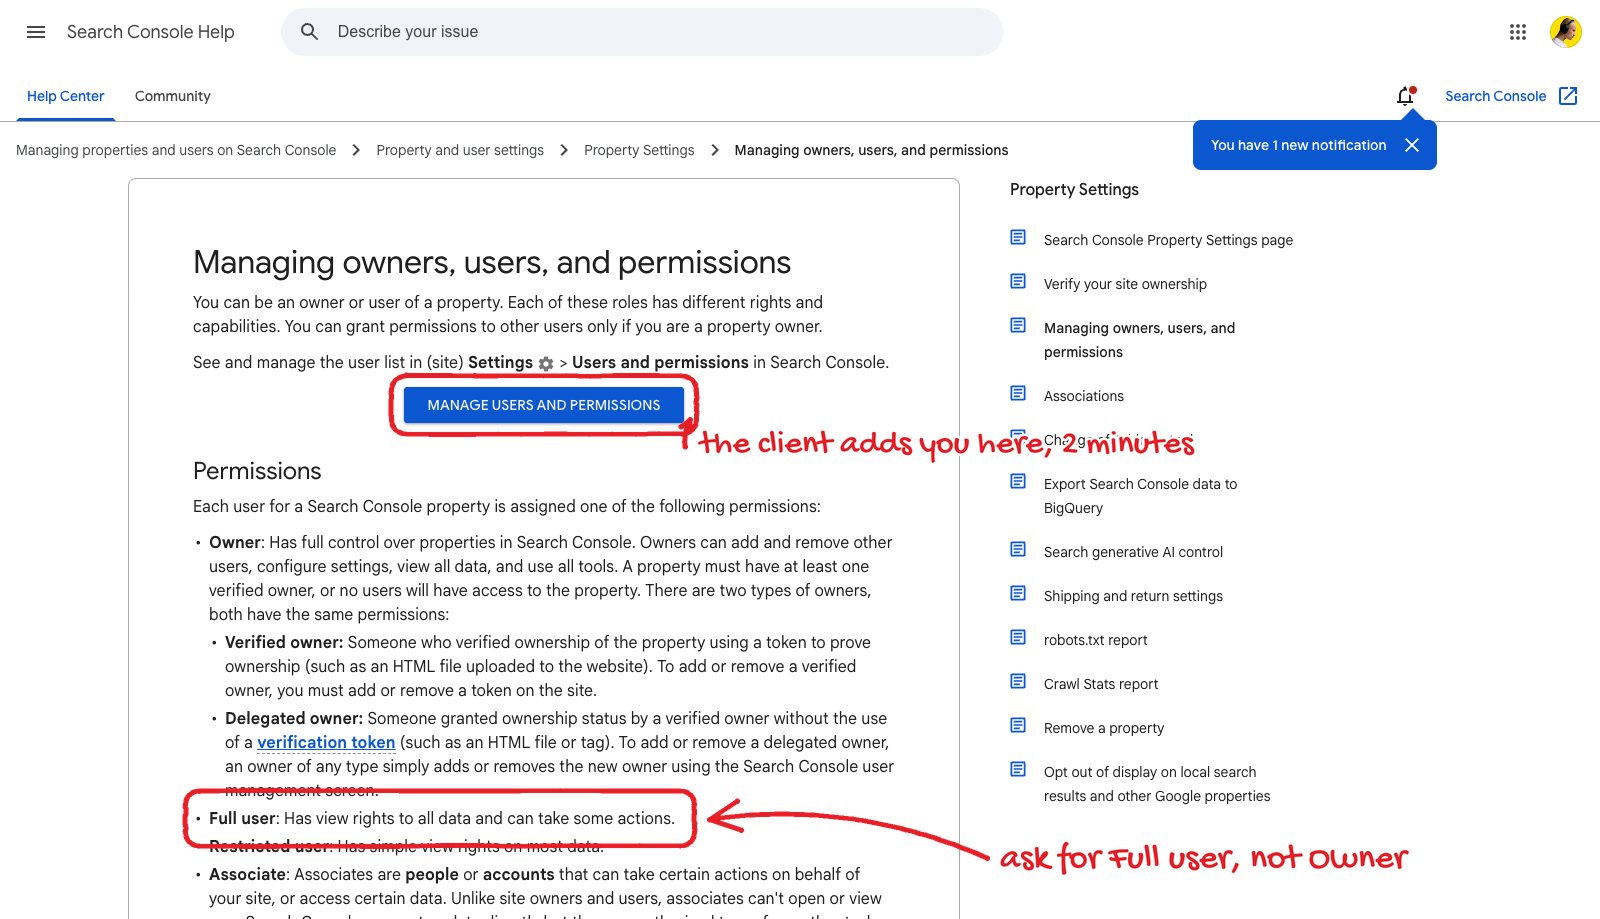 Search Console Help
Describe your issue
Help Center
Community
Search Console
You have 1 new notification
Managing properties and users on Search Console > Property and user settings > Property Settings > Managing owners, users, and permissions
Managing owners, users, and permissions
You can be an owner or user of a property. Each of these roles has different rights and
capabilities. You can grant permissions to other users only if you are a property owner.
See and manage the user list in (site) Settings > Users and permissions in Search Console.
MANAGE USERS AND PERMISSIONS
the client adds you here, 2 minutes
Permissions
Each user for a Search Console property is assigned one of the following permissions:
• Owner: Has full control over properties in Search Console. Owners can add and remove other
users, configure settings, view all data, and use all tools. A property must have at least one
verified owner, or no users will have access to the property. There are two types of owners,
both have the same permissions:
• Verified owner: Someone who verified ownership of the property using a token to prove
ownership (such as an HTML file uploaded to the website). To add or remove a verified
owner, you must add or remove a token on the site.
• Delegated owner: Someone granted ownership status by a verified owner without the use
of a verification token (such as an HTML file or tag). To add or remove a delegated owner,
an owner of any type simply adds or removes the new owner using the Search Console user
management screen.
• Full user: Has view rights to all data and can take some actions.
ask for Full user, not Owner
Restricted user: Has simple view rights on most data.
• Associate: Associates are people or accounts that can take certain actions on behalf of
your site, or access certain data. Unlike site owners and users, associates can't open or view
Property Settings
Search Console Property Settings page
Verify your site ownership
Managing owners, users, and
permissions
Associations
Export Search Console data to
BigQuery
Search generative AI control
Shipping and return settings
robots.txt report
Crawl Stats report
Remove a property
Opt out of display on local search
results and other Google properties